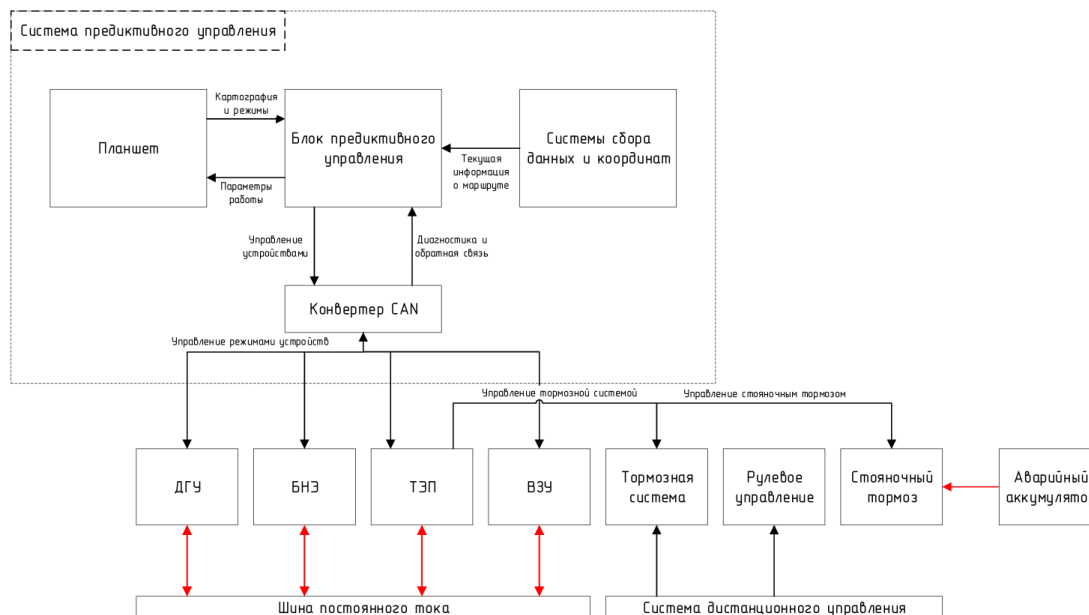 Система предиктивного управления
Картография
и режимы
Планшет
Блок предиктивного
управления
Системы сбора
данных и координат
Текущая
информация
о маршруте
Параметры
работы
Управление
устройствами
Диагностика и
обратная связь
Конвертер CAN
Управление режимами устройств
Управление тормозной системой
Управление стояночным тормозом
ДГУ
БНЭ
ТЭП
ВЗУ
Тормозная
система
Рулевое
управление
Стояночный
тормоз
Аварийный
аккумулято
Шина постоянного тока
Система дистанционного управления